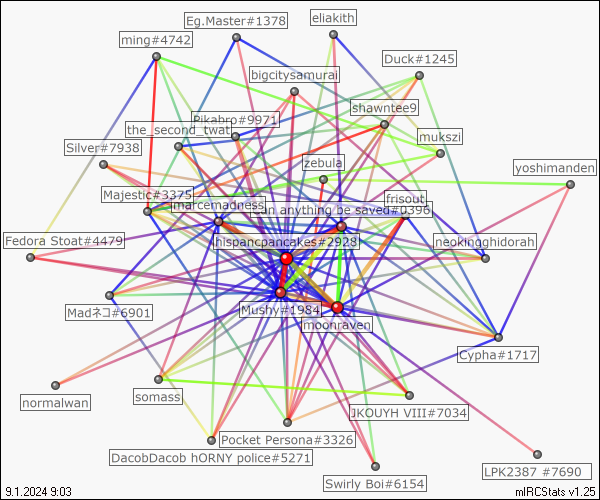 Eg.Master#1378
eliakith
ming#4742
Duck#1245
bigcitysamurai
shawntee9
Pikabro#9971
the_second_twat
mukszi
Silver#7938
zebula
yoshimanden
Majestic#3375
frisout
marcemadness
can anything be saved#0396
Fedora Stoat#4479
hispancpancakes#2928
neokingghidorah
Madネコ#6901
Mushy#1984
moonraven
Cypha#1717
normalwan
somass
JKOUYH VIII#7034
Pocket Persona#3326
DacobDacob hORNY police#5271
LPK2387 #7690
Swirly Boi#6154
9.1.2024 9:03
mIRCStats v1.25